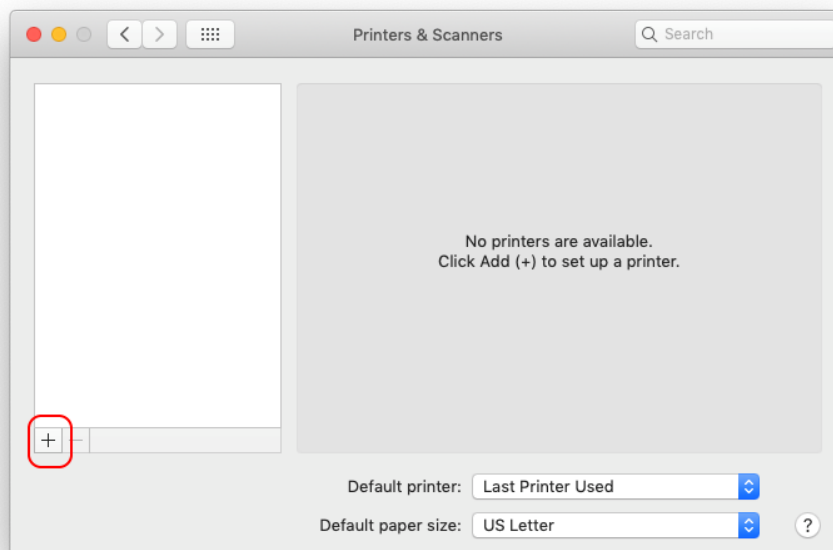 Printers & Scanners
Search
No printers are available.
Click Add (+) to set up a printer.
+ −
Default printer: Last Printer Used
Default paper size: US Letter
?